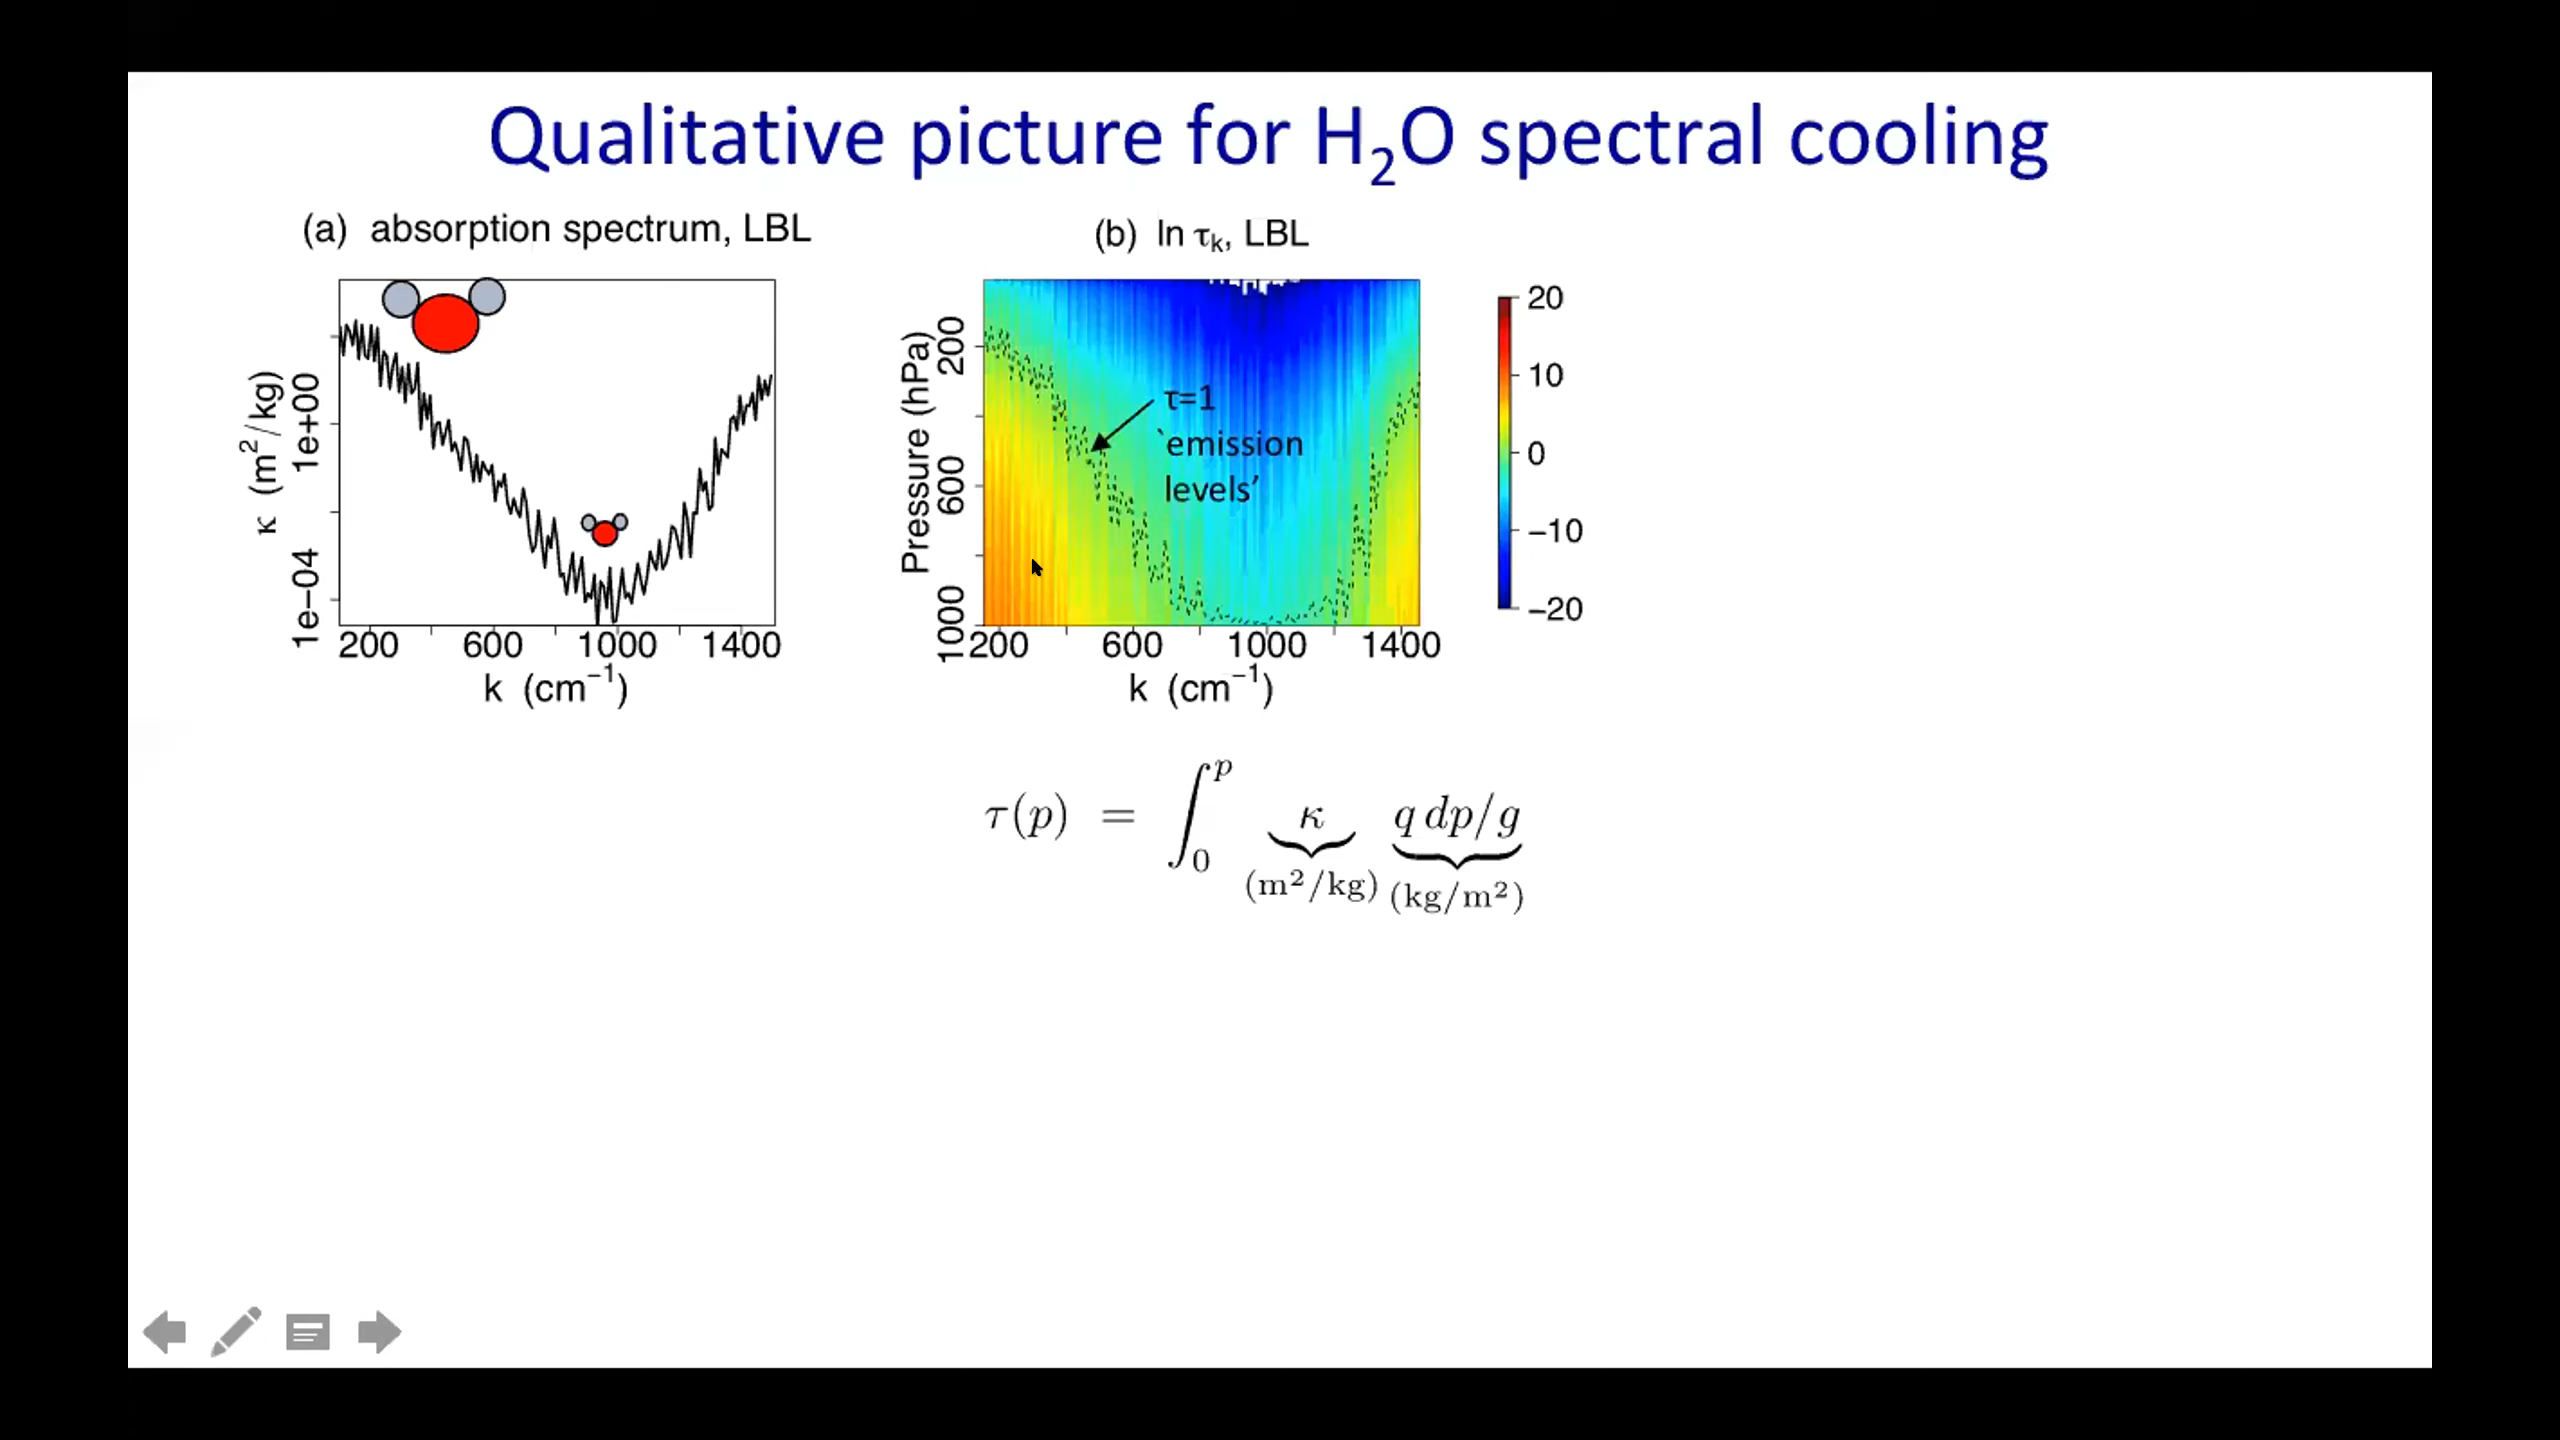 Qualitative picture for H₂O spectral cooling
(a) absorption spectrum, LBL
κ (m²/kg)
1e+00
1e−04
200 600 1000 1400
k (cm⁻¹)
(b) ln τₖ, LBL
Pressure (hPa)
200
600
1000
τ=1
`emission
levels’
200 600 1000 1400
k (cm⁻¹)
20
10
0
−10
−20
τ(p) = ∫₀ᵖ κ q dp/g
(m²/kg) (kg/m²)